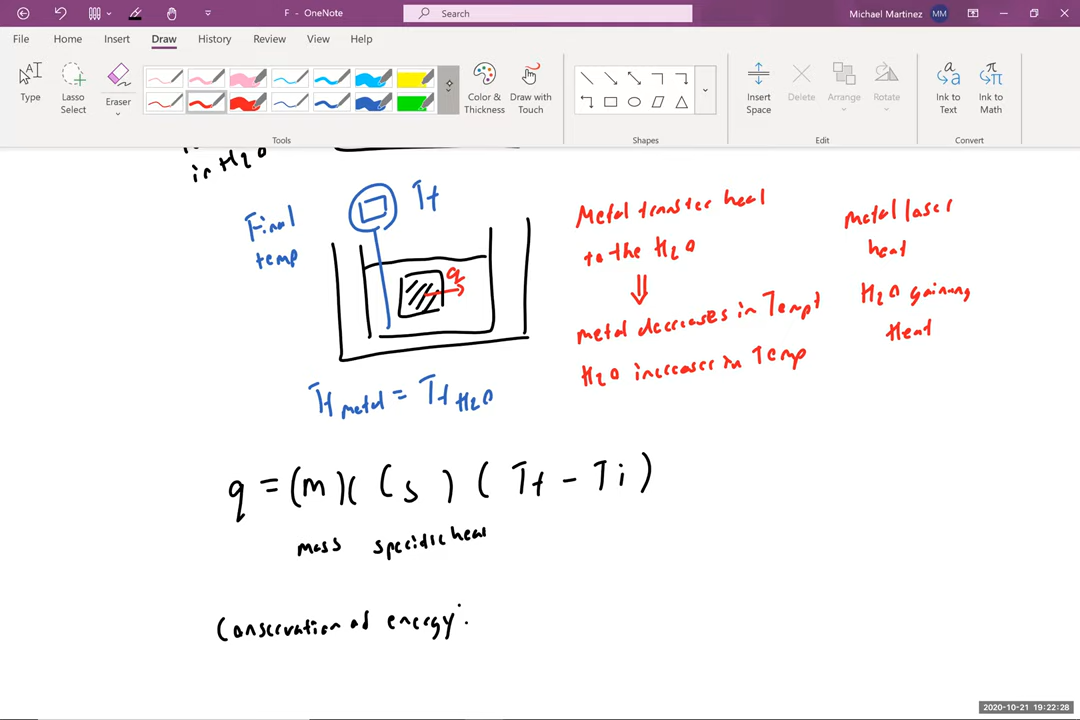 F - OneNote
Search
Michael Martinez MM
File Home Insert Draw History Review View Help
Type
Lasso Select
Eraser
Color & Thickness
Draw with Touch
Insert Space
Delete
Arrange
Rotate
Ink to Text
Ink to Math
Tools
Shapes
Edit
Convert
in H2O
Final temp
Tf
q
Metal transfer heat
to the H2O
⇓
metal decreases in Tempt
H2O increases in Temp
metal laser
heat
H2O gaining
Heat
Tf metal = Tf H2O
q = (m)( (s ) ( Tf - Ti )
mass specific heat
Conservation of energy:
2020-10-21 19:22:28